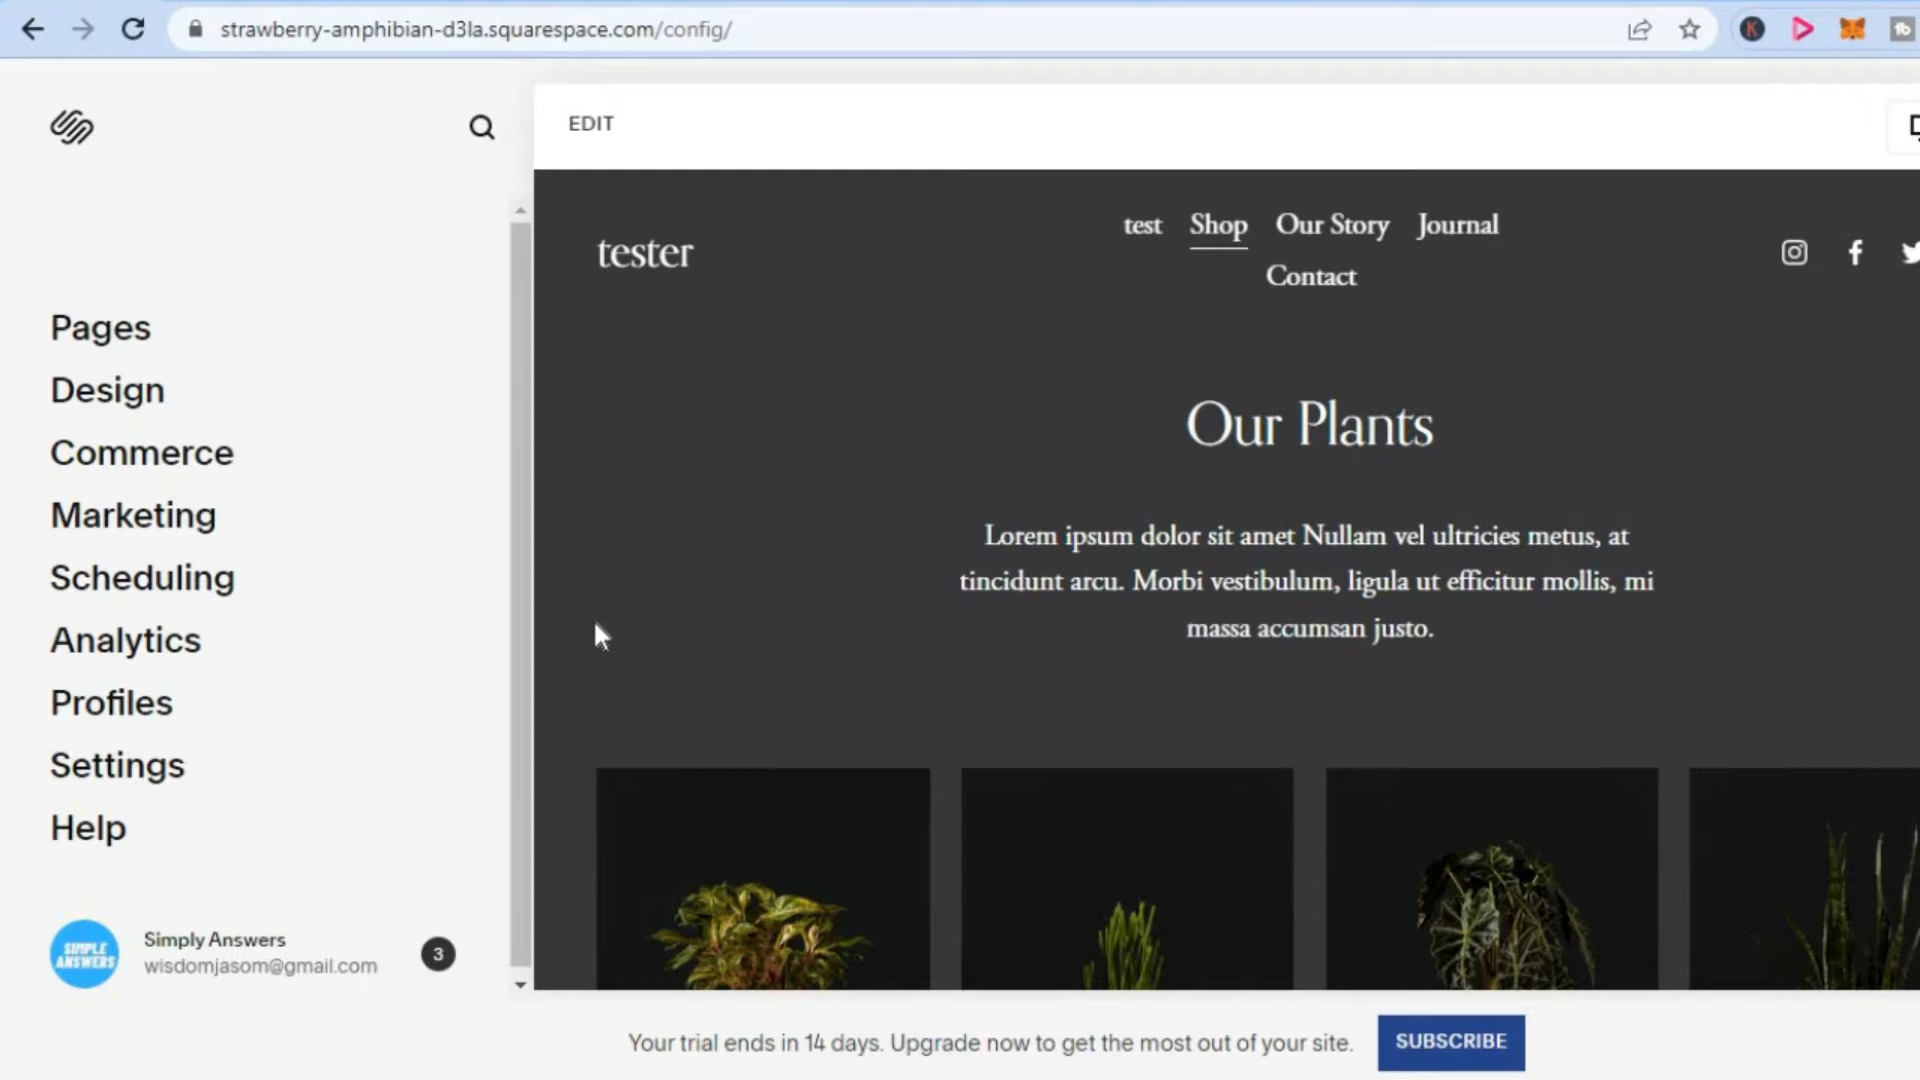 strawberry-amphibian-d3la.squarespace.com/config/
K
EDIT
tester
test Shop Our Story Journal
Contact
Pages
Design
Commerce
Marketing
Scheduling
Analytics
Profiles
Settings
Help
Our Plants
Lorem ipsum dolor sit amet Nullam vel ultricies metus, at
tincidunt arcu. Morbi vestibulum, ligula ut efficitur mollis, mi
massa accumsan justo.
SIMPLE
ANSWERS
Simply Answers
wisdomjasom@gmail.com
3
Your trial ends in 14 days. Upgrade now to get the most out of your site.
SUBSCRIBE